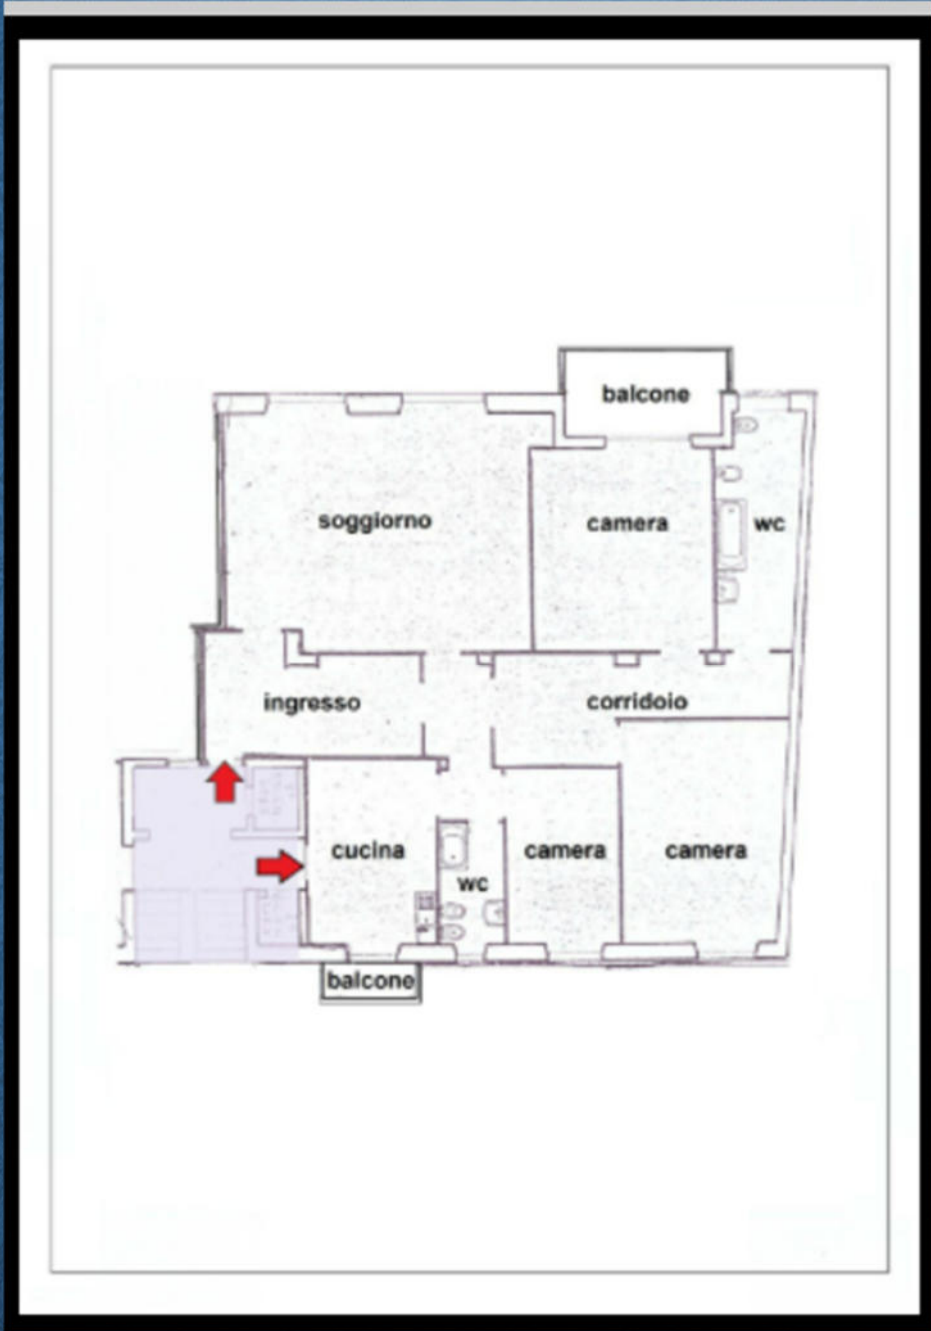 balcone
soggiorno
camera
wc
ingresso
corridoio
cucina
camera
camera
wc
balcone